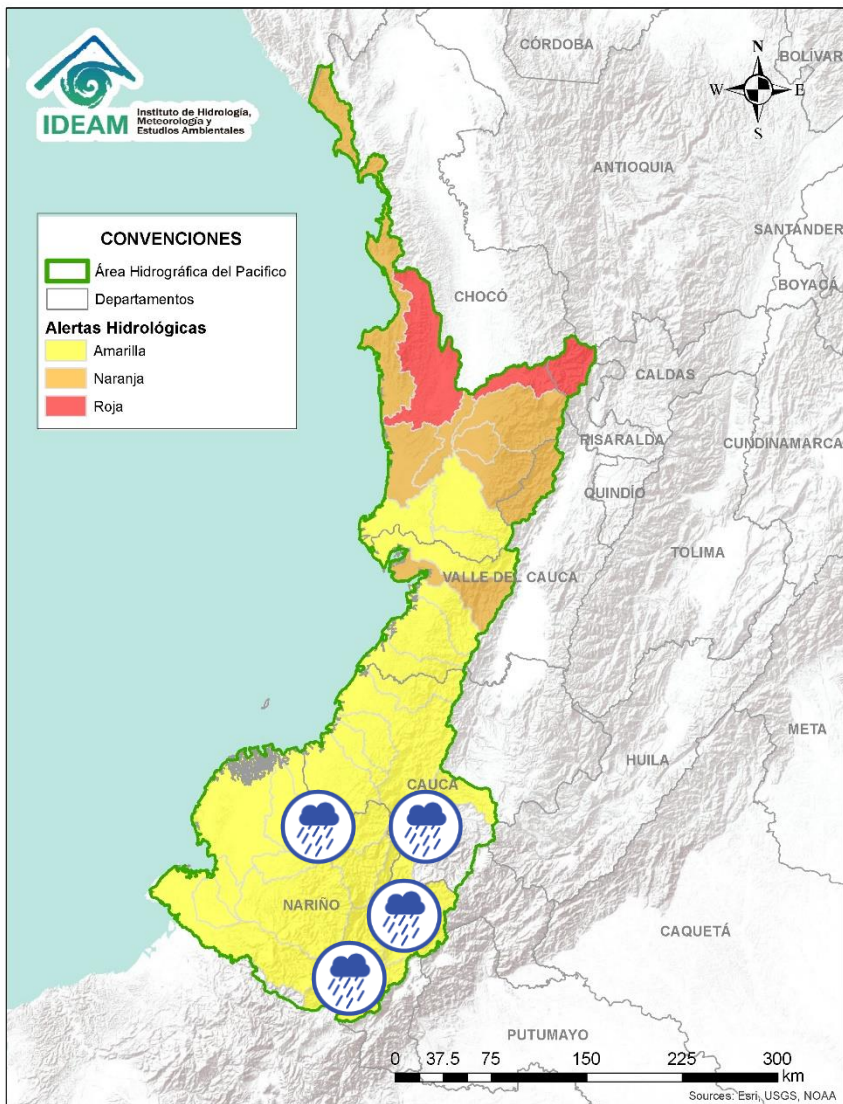 IDEAM
Instituto de Hidrología,
Meteorología y
Estudios Ambientales
N
W
E
S
CONVENCIONES
Área Hidrográfica del Pacifico
Departamentos
Alertas Hidrológicas
Amarilla
Naranja
Roja
CÓRDOBA
BOLÍVAR
ANTIOQUIA
SANTANDER
BOYACÁ
CHOCÓ
CALDAS
RISARALDA
CUNDINAMARCA
QUINDÍO
TOLIMA
VALLE DEL CAUCA
META
HUILA
CAUCA
NARIÑO
CAQUETÁ
PUTUMAYO
0 37.5 75 150 225 300
km
Sources: Esri, USGS, NOAA